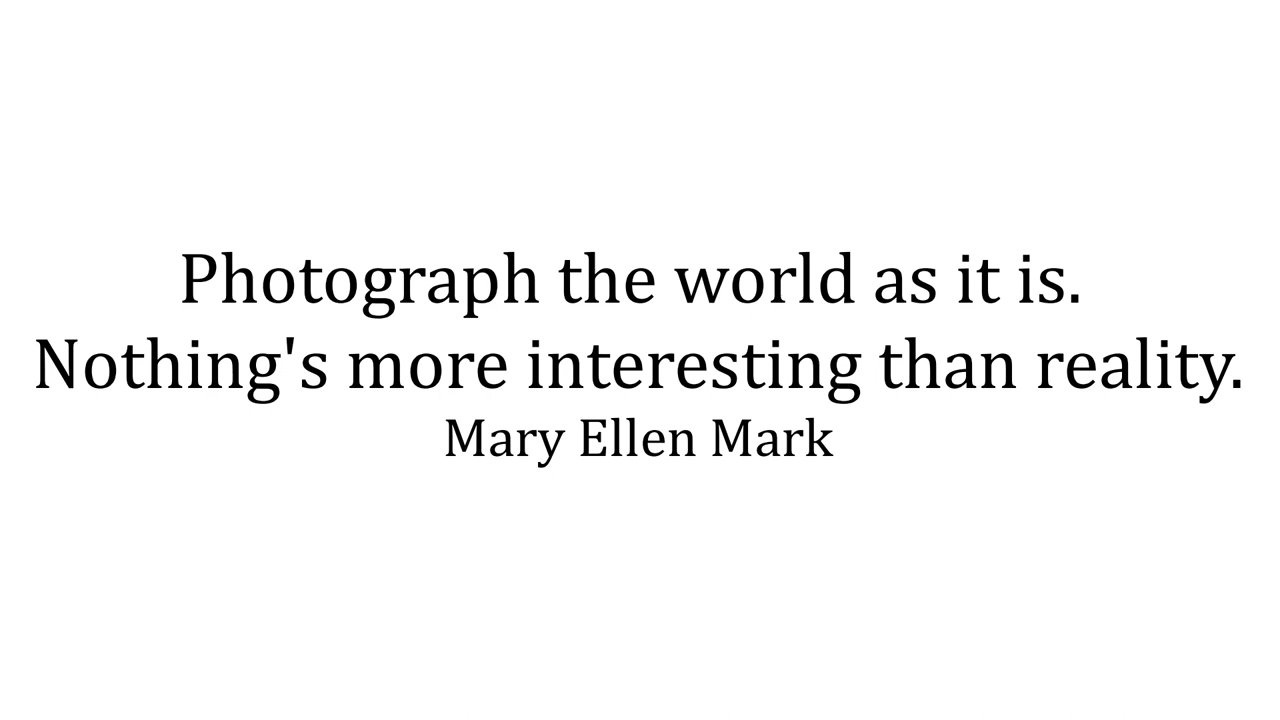 Photograph the world as it is.
Nothing's more interesting than reality.
Mary Ellen Mark